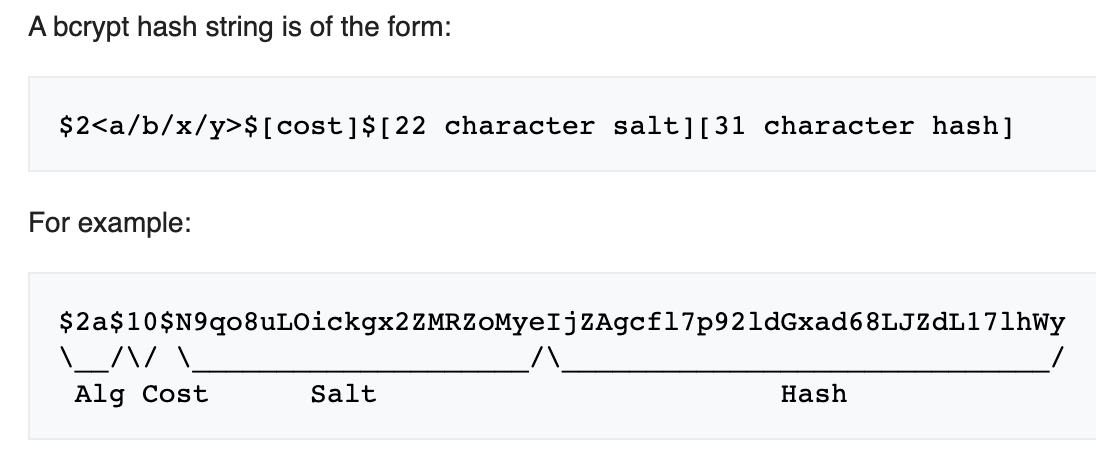 A bcrypt hash string is of the form:
$2<a/b/x/y>$[cost]$[22 character salt][31 character hash]
For example:
$2a$10$N9qo8uLOickgx2ZMRZoMyeIjZAgcfl7p92ldGxad68LJZdL17lhWy
\__/\/ \____________________/\_____________________________/
Alg Cost Salt Hash